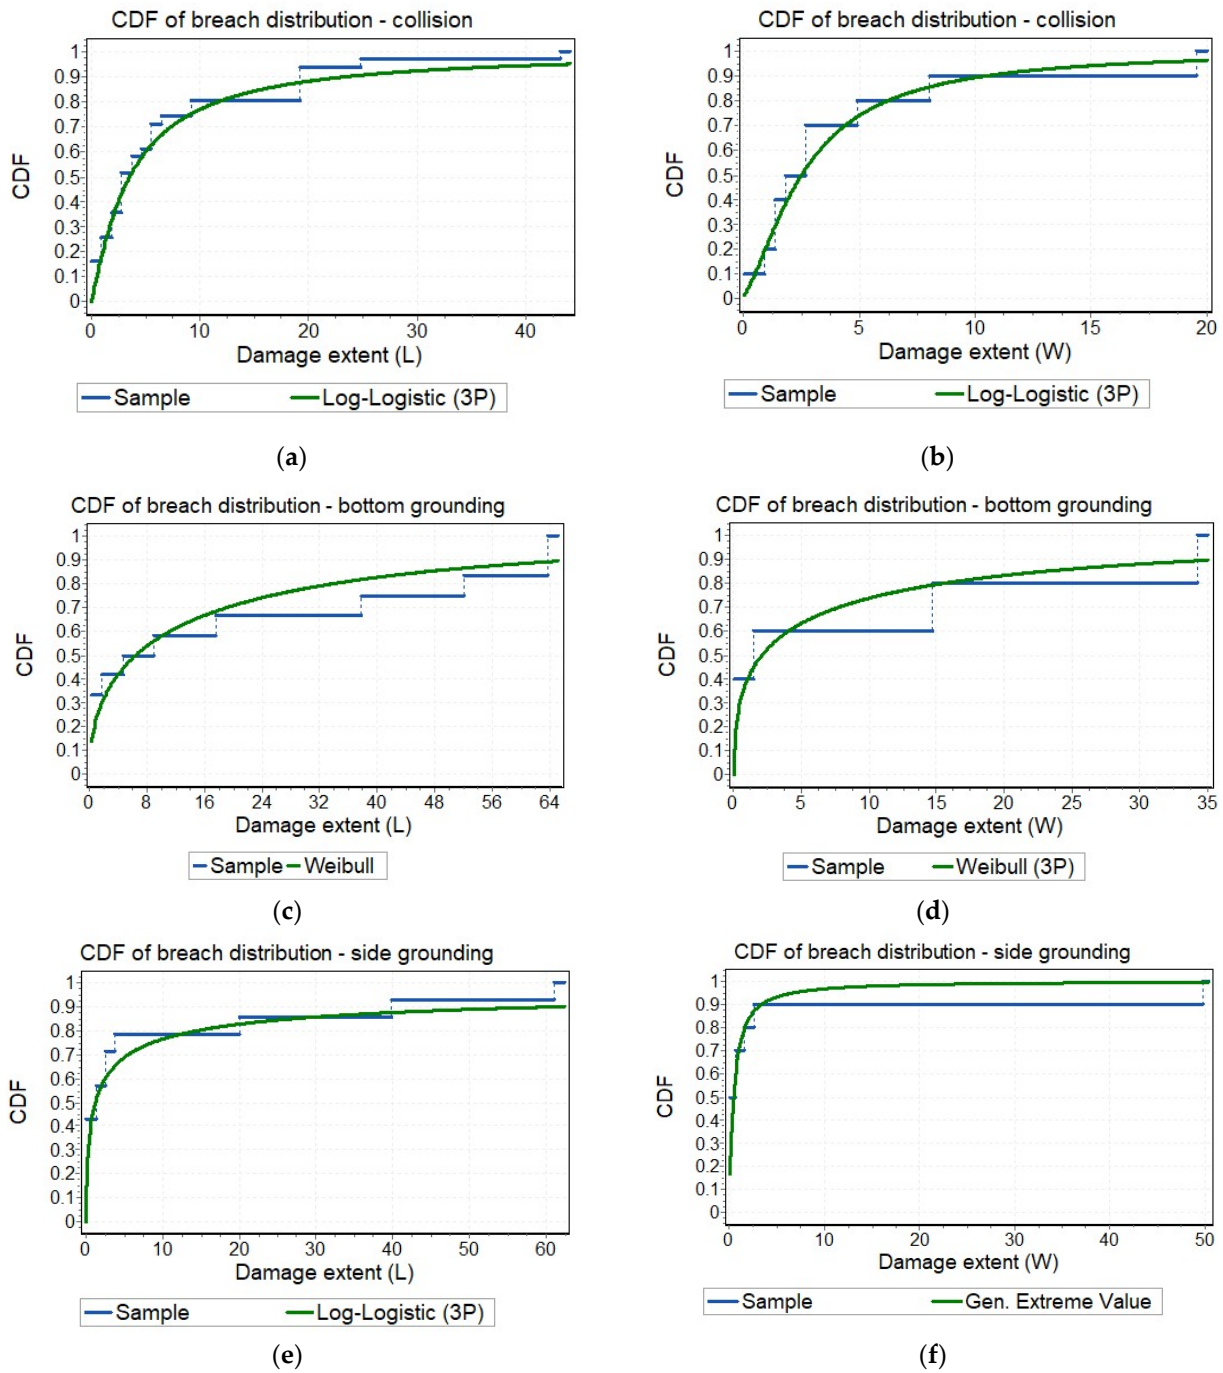 CDF of breach distribution - collision
CDF
1
0.9
0.8
0.7
0.6
0.5
0.4
0.3
0.2
0.1
0
0 10 20 30 40
Damage extent (L)
Sample Log-Logistic (3P)
(a)
CDF of breach distribution - collision
CDF
1
0.9
0.8
0.7
0.6
0.5
0.4
0.3
0.2
0.1
0
0 5 10 15 20
Damage extent (W)
Sample Log-Logistic (3P)
(b)
CDF of breach distribution - bottom grounding
CDF
1
0.9
0.8
0.7
0.6
0.5
0.4
0.3
0.2
0.1
0
0 8 16 24 32 40 48 56 64
Damage extent (L)
Sample Weibull
(c)
CDF of breach distribution - bottom grounding
CDF
1
0.9
0.8
0.7
0.6
0.5
0.4
0.3
0.2
0.1
0
0 5 10 15 20 25 30 35
Damage extent (W)
Sample Weibull (3P)
(d)
CDF of breach distribution - side grounding
CDF
1
0.9
0.8
0.7
0.6
0.5
0.4
0.3
0.2
0.1
0
0 10 20 30 40 50 60
Damage extent (L)
Sample Log-Logistic (3P)
(e)
CDF of breach distribution - side grounding
CDF
1
0.9
0.8
0.7
0.6
0.5
0.4
0.3
0.2
0.1
0
0 10 20 30 40 50
Damage extent (W)
Sample Gen. Extreme Value
(f)